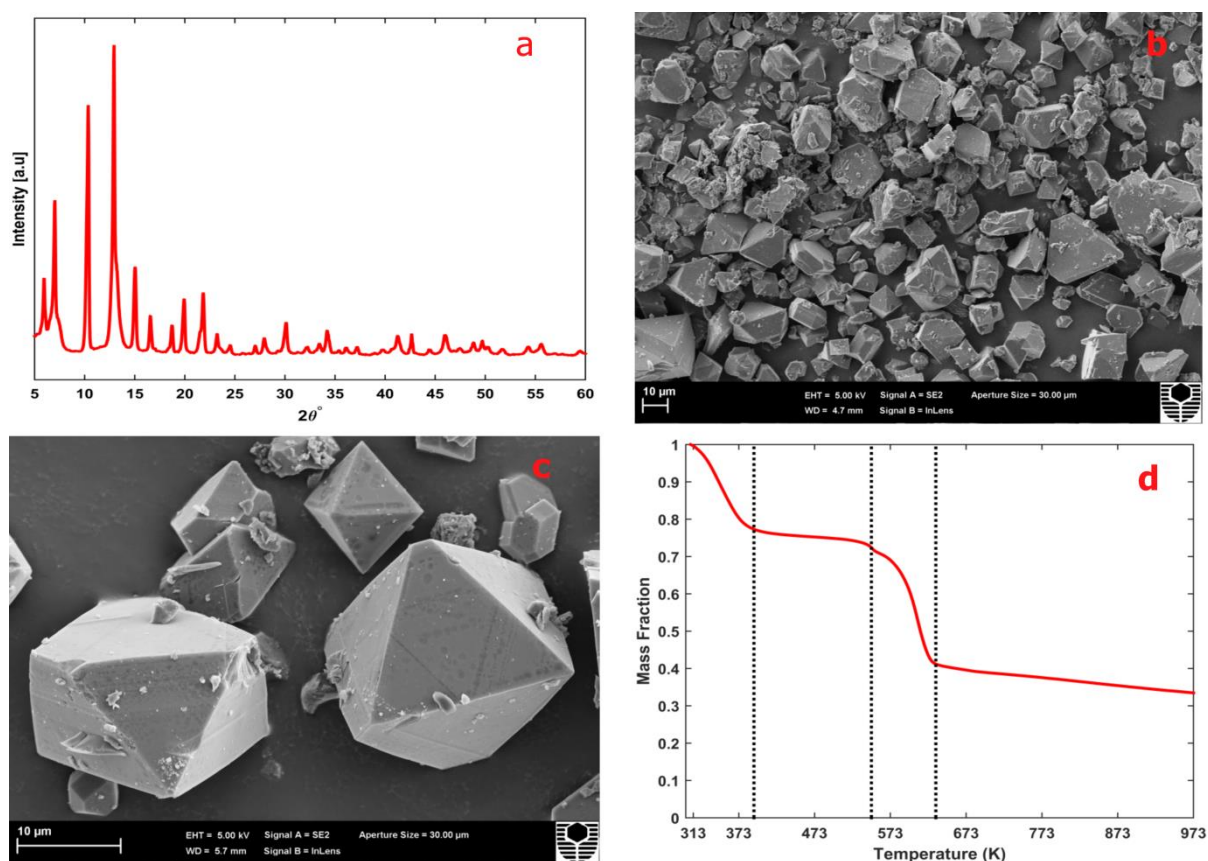 a
Intensity [a.u]
5 10 15 20 25 30 35 40 45 50 55 60
2θ°
b
10 µm
EHT = 5.00 kV Signal A = SE2 Aperture Size = 30.00 µm
WD = 4.7 mm Signal B = InLens
c
10 µm
EHT = 5.00 kV Signal A = SE2 Aperture Size = 30.00 µm
WD = 5.7 mm Signal B = InLens
d
Mass Fraction
1
0.9
0.8
0.7
0.6
0.5
0.4
0.3
0.2
0.1
0
313 373 473 573 673 773 873 973
Temperature (K)